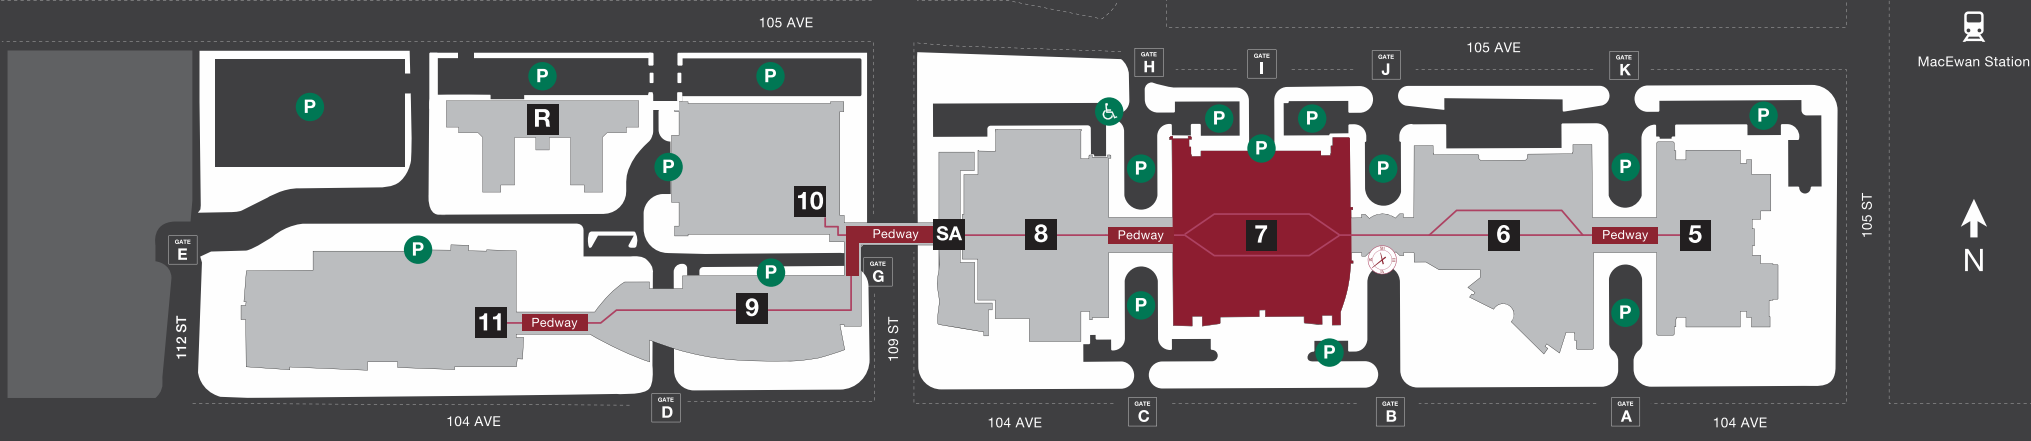 105 AVE
105 AVE
MacEwan Station
GATE
H
GATE
I
GATE
J
GATE
K
P
P
P
R
P
P
P
P
P
P
P
P
P
P
10
Pedway
SA
8
Pedway
7
6
Pedway
5
105 ST
N
GATE
E
P
P
GATE
G
9
11
Pedway
P
P
P
112 ST
109 ST
GATE
D
GATE
C
GATE
B
GATE
A
104 AVE
104 AVE
104 AVE